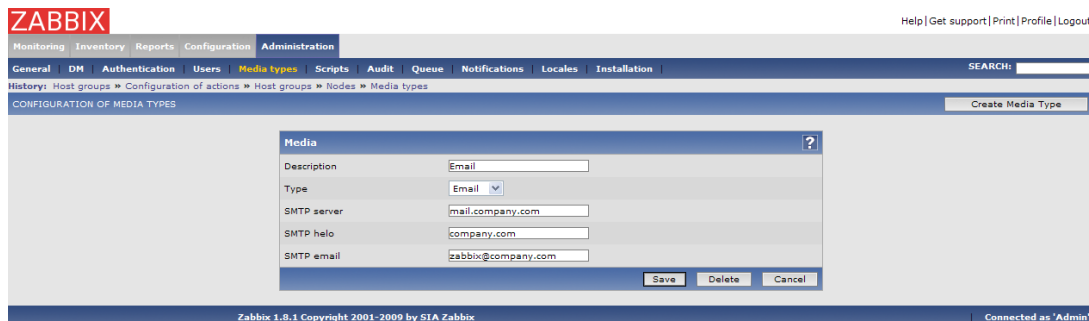 ZABBIX
Help|Get support|Print|Profile|Logout
Monitoring Inventory Reports Configuration Administration
General | DM | Authentication | Users | Media types | Scripts | Audit | Queue | Notifications | Locales | Installation | SEARCH:
History: Host groups » Configuration of actions » Host groups » Nodes » Media types
CONFIGURATION OF MEDIA TYPES Create Media Type
Media ?
Description Email
Type Email
SMTP server mail.company.com
SMTP helo company.com
SMTP email zabbix@company.com
Save Delete Cancel
Zabbix 1.8.1 Copyright 2001-2009 by SIA Zabbix | Connected as 'Admin'